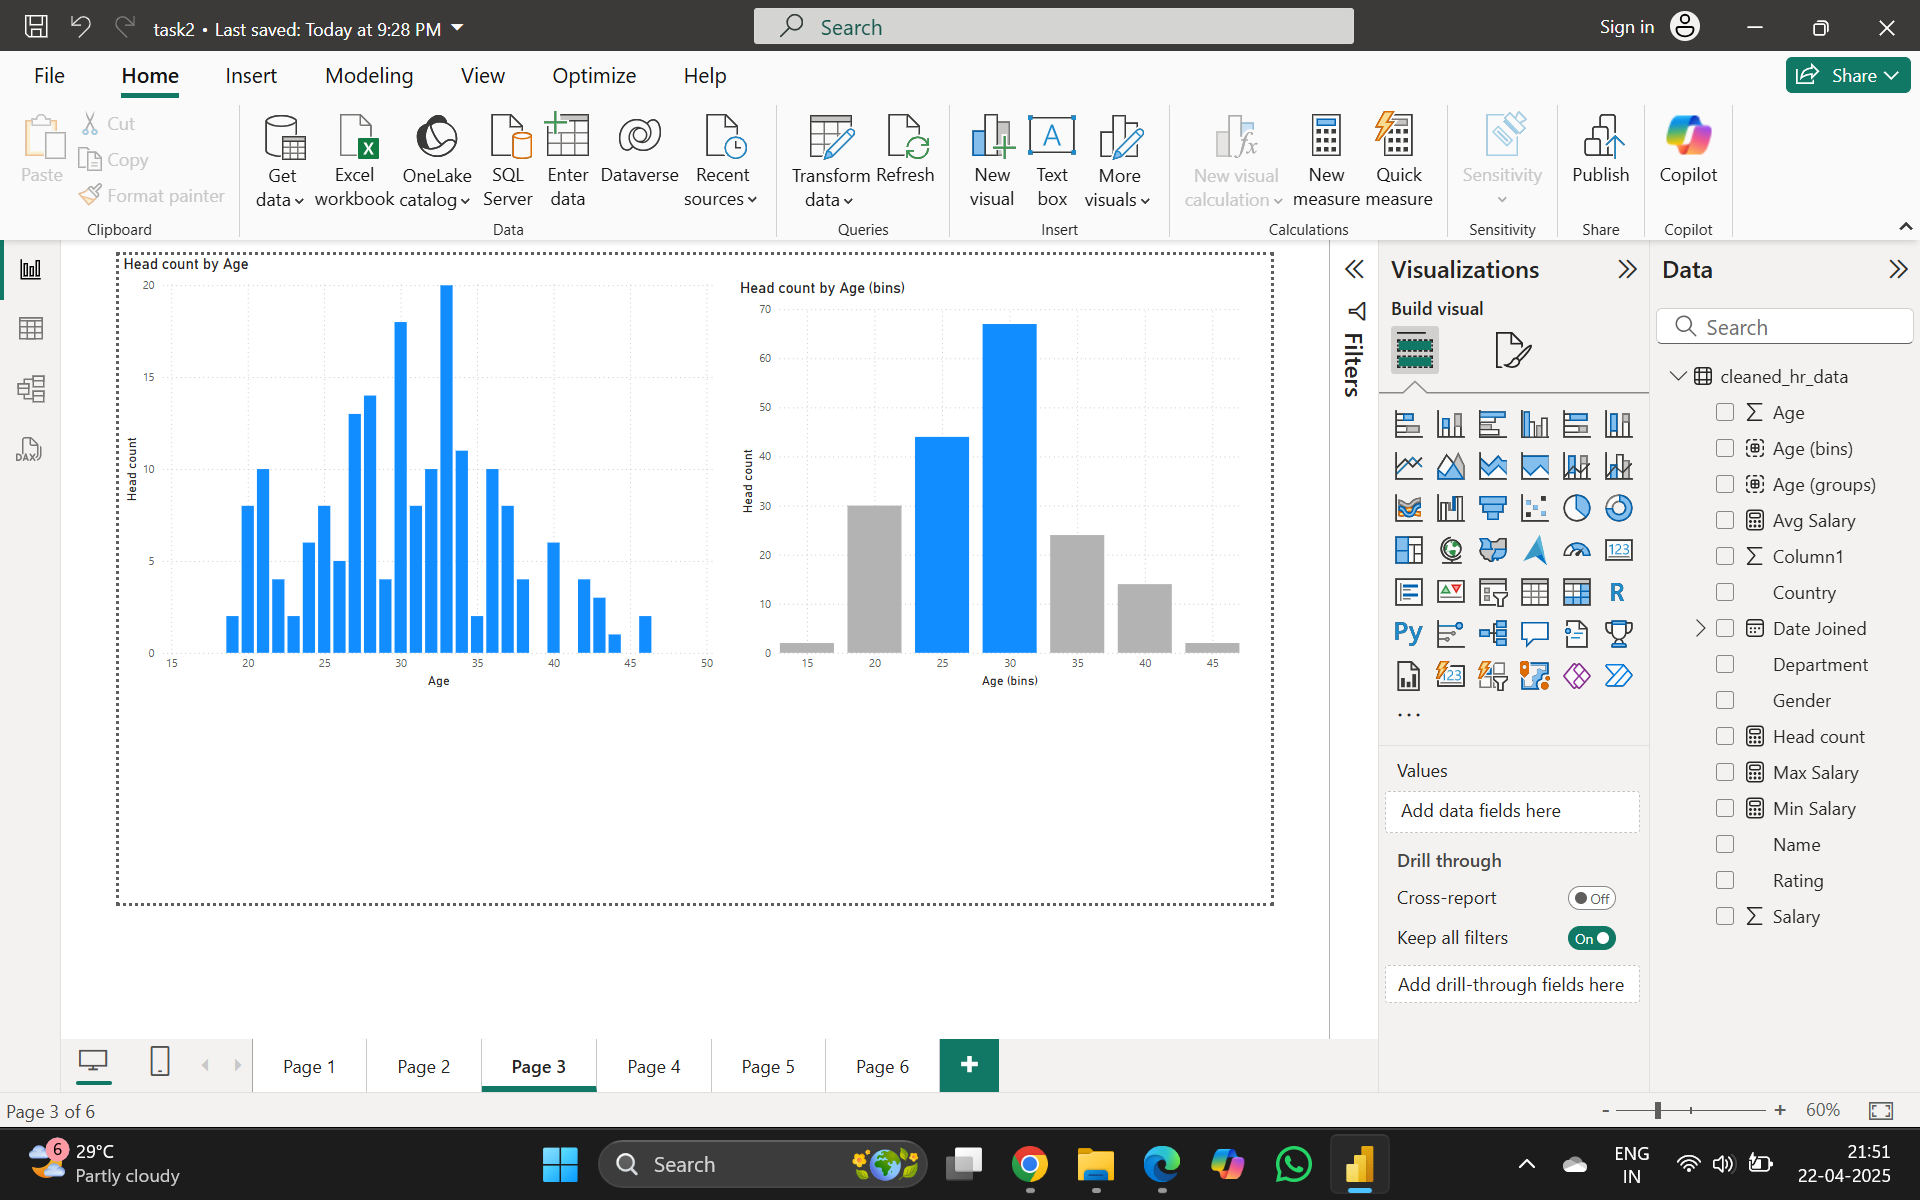 task2 • Last saved: Today at 9:28 PM
Search
Sign in
File
Home
Insert
Modeling
View
Optimize
Help
Share
Paste
Cut
Copy
Format painter
Clipboard
Get data
Excel workbook
OneLake catalog
SQL Server
Enter data
Dataverse
Recent sources
Data
Transform data
Refresh
Queries
New visual
Text box
More visuals
Insert
New visual calculation
New measure
Quick measure
Calculations
Sensitivity
Sensitivity
Publish
Share
Copilot
Copilot
DAX
Head count by Age
Head count
20
15
10
5
0
15 20 25 30 35 40 45 50
Age
Head count by Age (bins)
Head count
70
60
50
40
30
20
10
0
15 20 25 30 35 40 45
Age (bins)
Filters
Visualizations
Build visual
123
R
Py
123
...
Values
Add data fields here
Drill through
Cross-report
Off
Keep all filters
On
Add drill-through fields here
Data
Search
cleaned_hr_data
Age
Age (bins)
Age (groups)
Avg Salary
Column1
Country
Date Joined
Department
Gender
Head count
Max Salary
Min Salary
Name
Rating
Salary
Page 1
Page 2
Page 3
Page 4
Page 5
Page 6
+
Page 3 of 6
- + 60%
6
29°C
Partly cloudy
Search
ENG
IN
21:51
22-04-2025